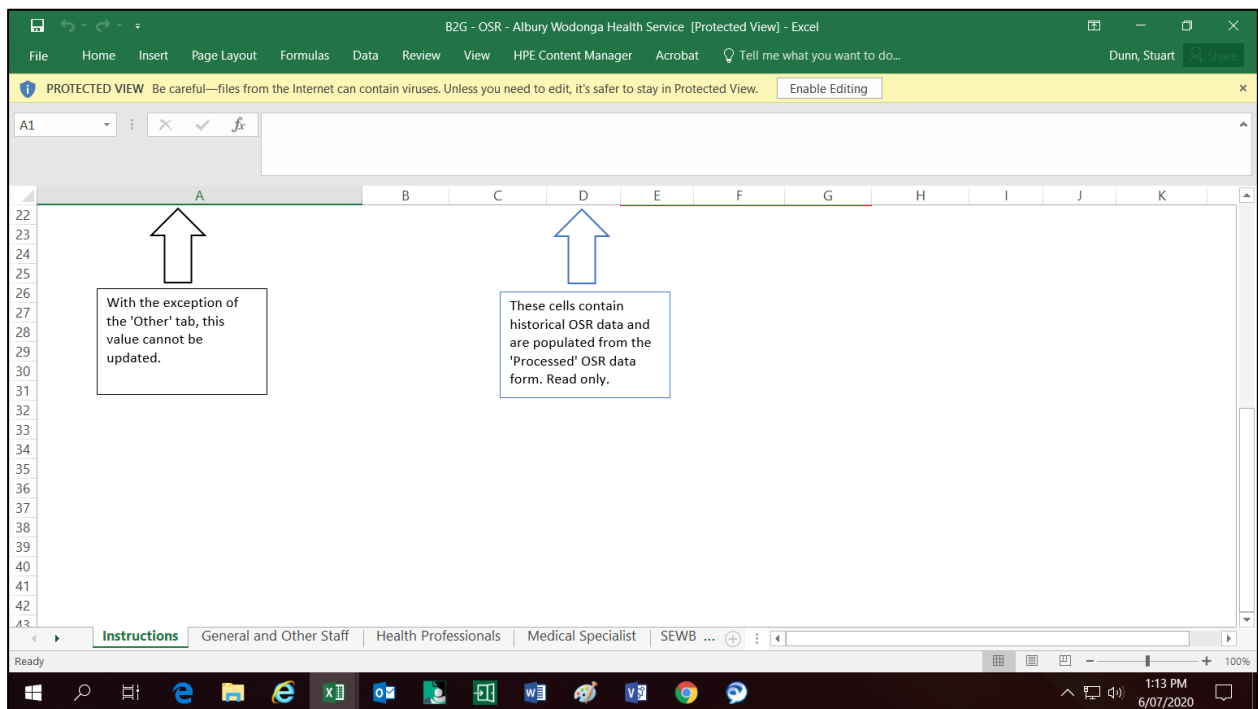 B2G - OSR - Albury Wodonga Health Service [Protected View] - Excel
File Home Insert Page Layout Formulas Data Review View HPE Content Manager Acrobat Tell me what you want to do... Dunn, Stuart Share
PROTECTED VIEW Be careful—files from the Internet can contain viruses. Unless you need to edit, it's safer to stay in Protected View. Enable Editing
A1 fx
A B C D E F G H I J K
22
23
24
25
26
27
28
29
30
31
32
33
34
35
36
37
38
39
40
41
42
43
With the exception of
the 'Other' tab, this
value cannot be
updated.
These cells contain
historical OSR data and
are populated from the
'Processed' OSR data
form. Read only.
Instructions General and Other Staff Health Professionals Medical Specialist SEWB ...
Ready 100%
1:13 PM
6/07/2020